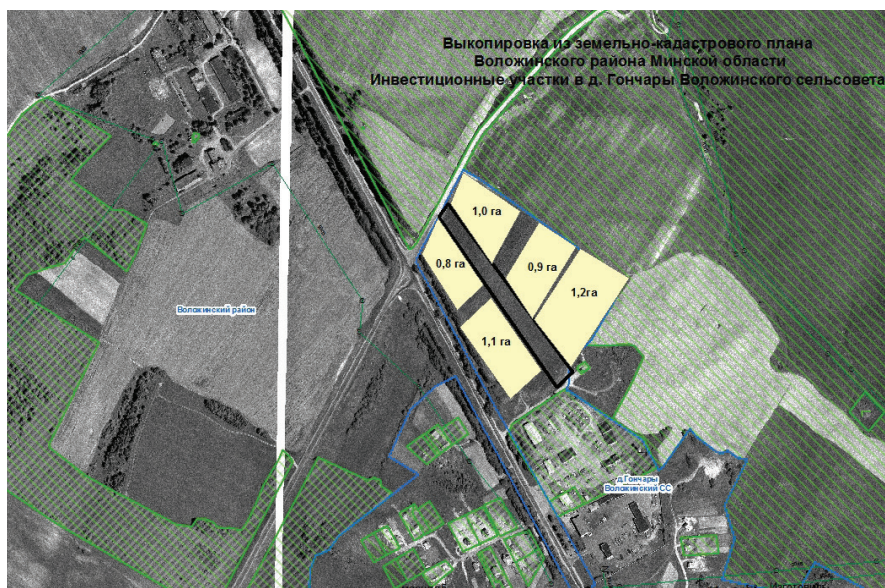 Выкопировка из земельно-кадастрового плана
Воложинского района Минской области
Инвестиционные участки в д. Гончары Воложинского сельсовета
1,0 га
0,8 га
0,9 га
1,2га
1,1 га
Воложинский район
д.Гончары
Воложинский СС